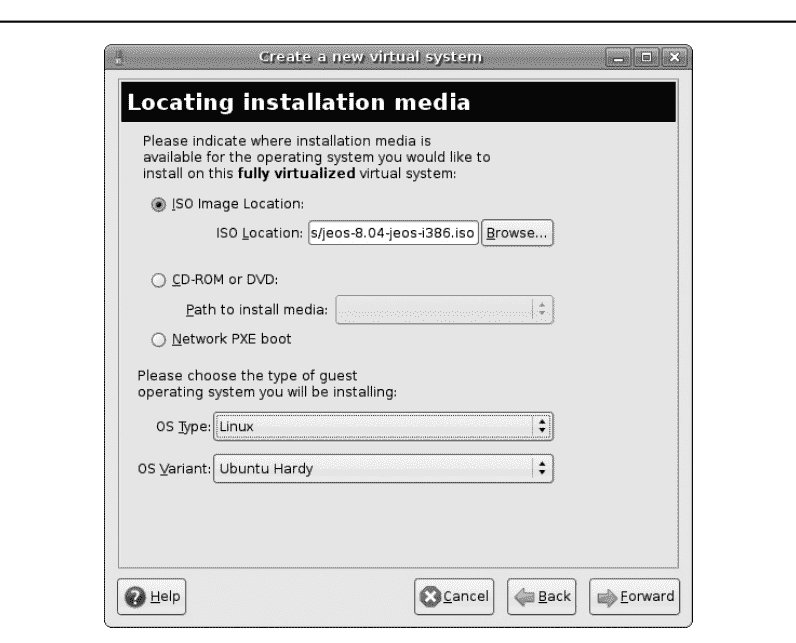 Create a new virtual system
Locating installation media
Please indicate where installation media is
available for the operating system you would like to
install on this fully virtualized virtual system:
ISO Image Location:
ISO Location: s/jeos-8.04-jeos-i386.iso Browse...
CD-ROM or DVD:
Path to install media:
Network PXE boot
Please choose the type of guest
operating system you will be installing:
OS Type: Linux
OS Variant: Ubuntu Hardy
Help Cancel Back Forward